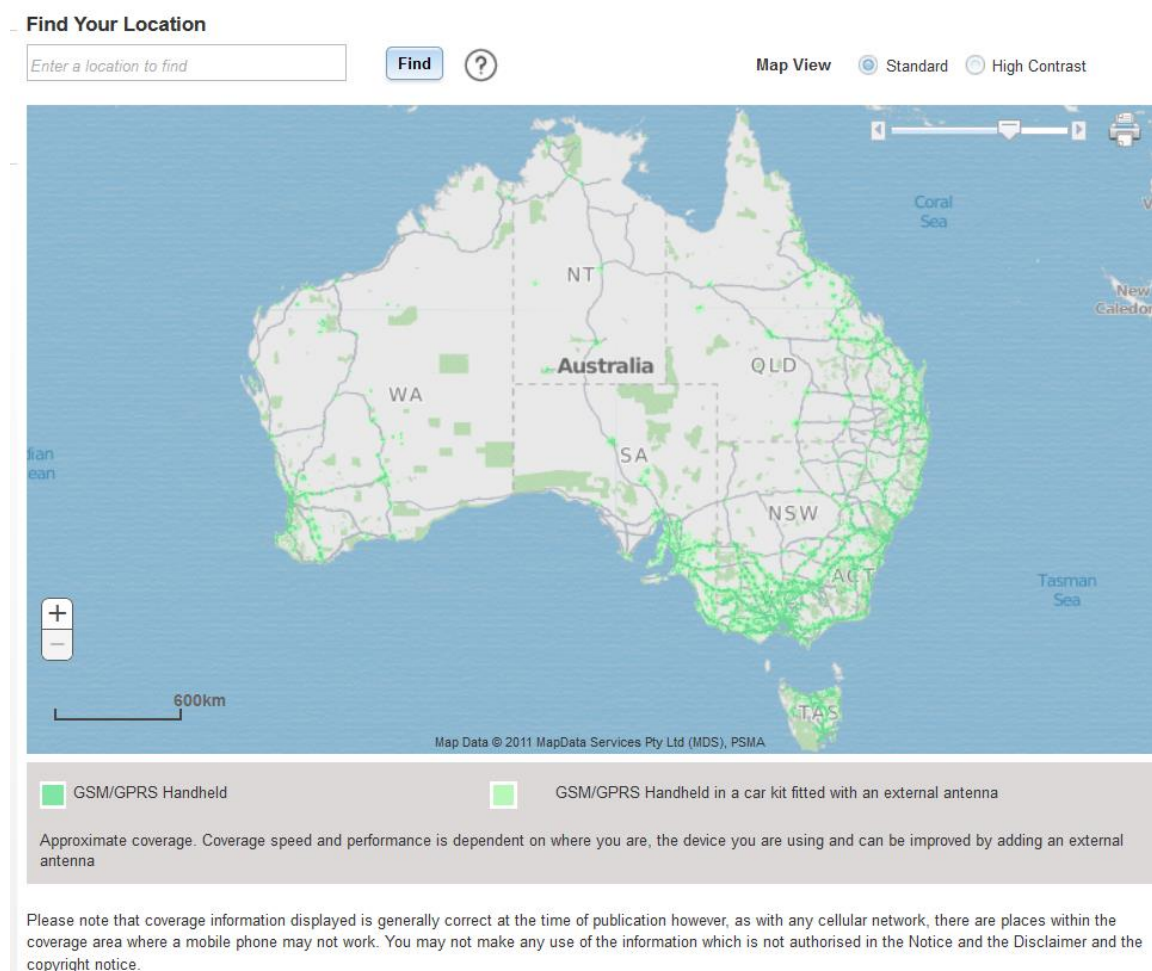 Find Your Location
Enter a location to find
Find
?
Map View
Standard
High Contrast
Coral
Sea
NT
New
Caledor
Australia
QLD
WA
dian
ean
SA
NSW
ACT
Tasman
Sea
+
−
600km
TAS
Map Data © 2011 MapData Services Pty Ltd (MDS), PSMA
GSM/GPRS Handheld
GSM/GPRS Handheld in a car kit fitted with an external antenna
Approximate coverage. Coverage speed and performance is dependent on where you are, the device you are using and can be improved by adding an external
antenna
Please note that coverage information displayed is generally correct at the time of publication however, as with any cellular network, there are places within the
coverage area where a mobile phone may not work. You may not make any use of the information which is not authorised in the Notice and the Disclaimer and the
copyright notice.